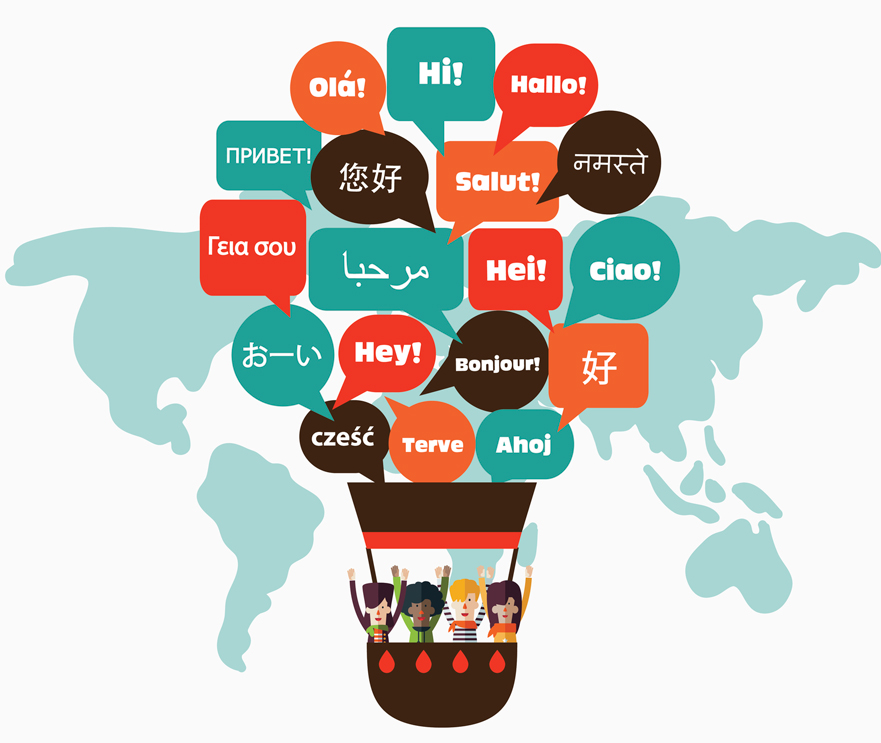 Olá!
Hi!
Hallo!
ПРИВЕТ!
您好
Salut!
नमस्ते
Γεια σου
مرحبا
Hei!
Ciao!
おーい
Hey!
Bonjour!
好
cześć
Terve
Ahoj